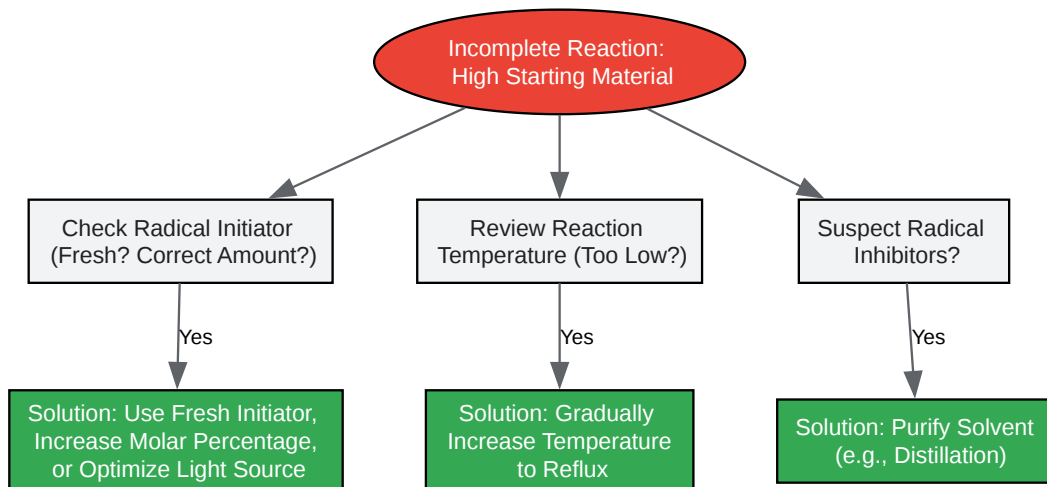 Incomplete Reaction:
High Starting Material
Check Radical Initiator
(Fresh? Correct Amount?)
Review Reaction
Temperature (Too Low?)
Suspect Radical
Inhibitors?
Yes
Yes
Yes
Solution: Use Fresh Initiator,
Increase Molar Percentage,
or Optimize Light Source
Solution: Gradually
Increase Temperature
to Reflux
Solution: Purify Solvent
(e.g., Distillation)